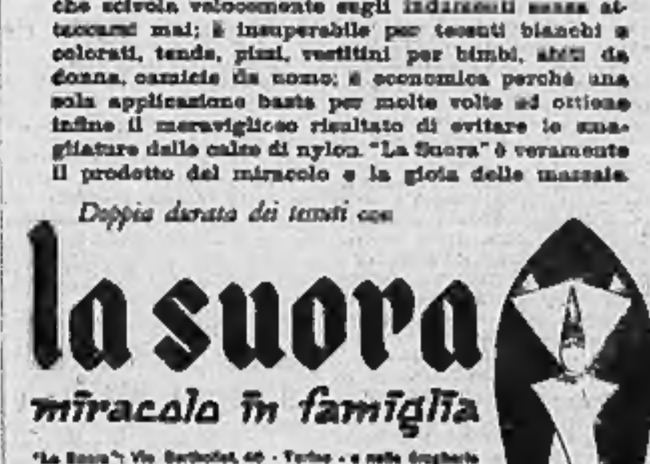 che scivola velocemente sugli indumenti senza at-
taccarsi mai; è insuperabile per tessuti bianchi e
colorati, tende, pizzi, vestitini per bimbi, abiti da
donna, camicie da uomo; è economica perchè una
sola applicazione basta per molte volte ed ottiene
infine il meraviglioso risultato di evitare le sma-
gliature delle calze di nylon. "La Suora" è veramente
il prodotto del miracolo e la gioia delle massaie.
Doppia durata dei tessuti con
la suora
miracolo in famiglia
"La Suora": Via Berthollet, 46 - Torino - e nelle Drogherie